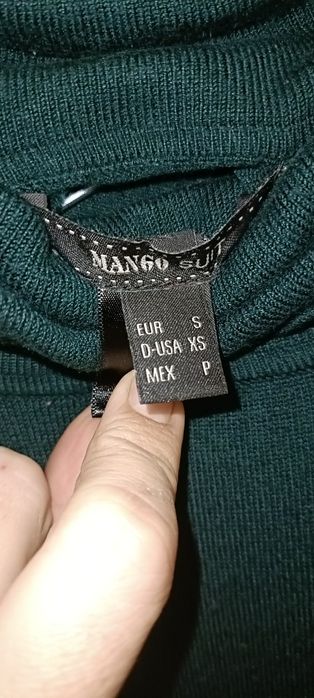 MANGO SUIT
EUR S
D-USA XS
MEX P